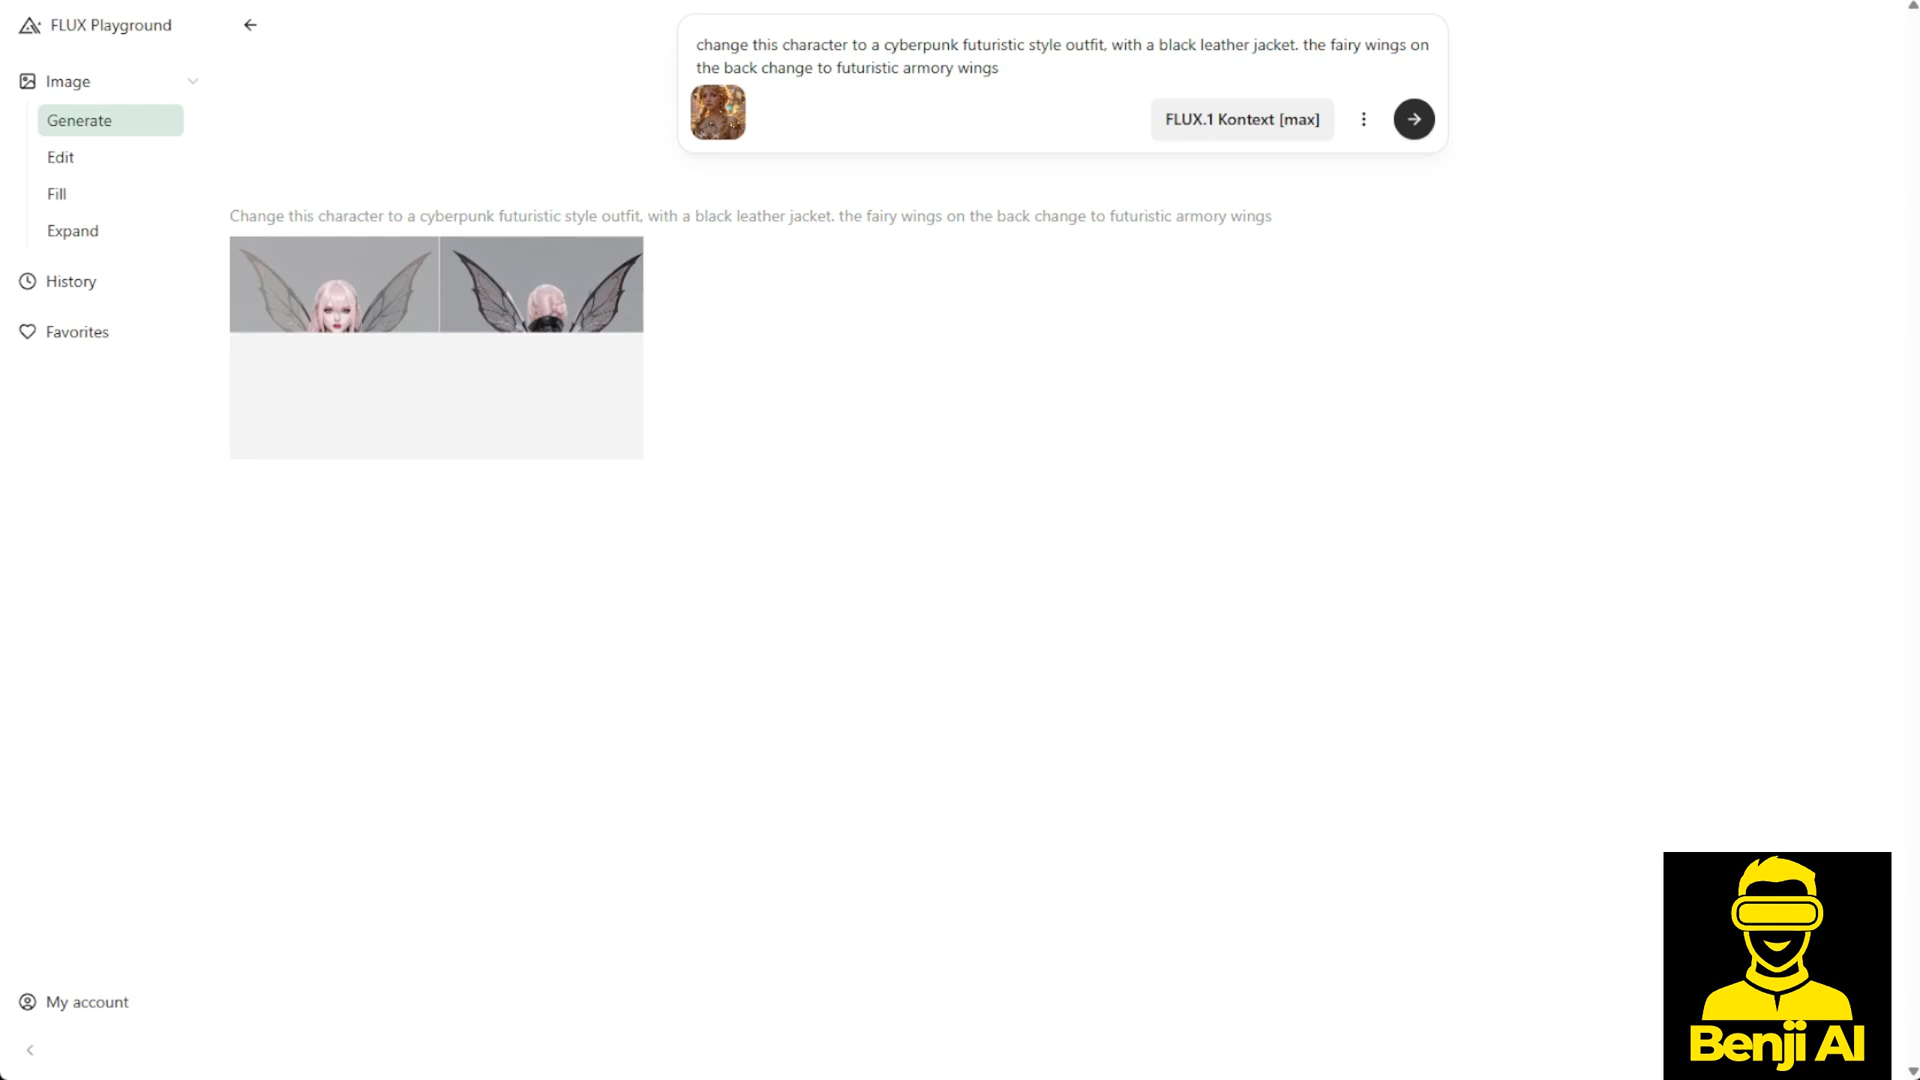 FLUX Playground
change this character to a cyberpunk futuristic style outfit, with a black leather jacket. the fairy wings on
the back change to futuristic armory wings
Image
Generate
FLUX.1 Kontext [max]
Edit
Fill
Expand
Change this character to a cyberpunk futuristic style outfit, with a black leather jacket. the fairy wings on the back change to futuristic armory wings
History
Favorites
My account
Benji AI